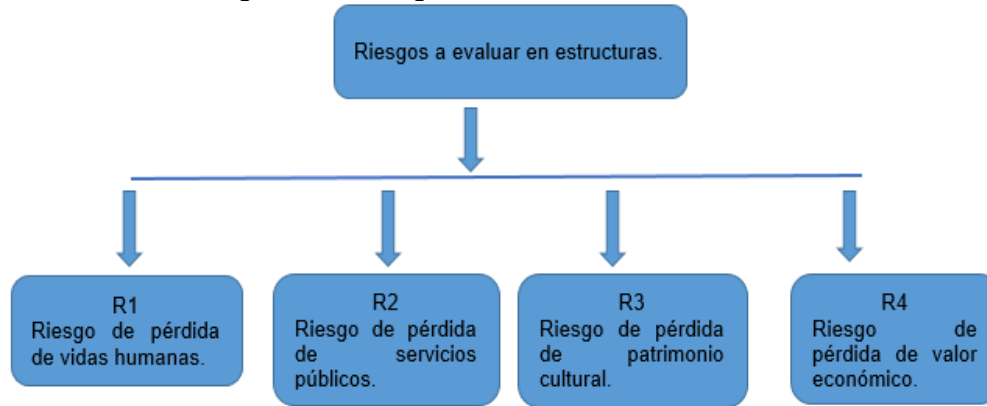 Riesgos a evaluar en estructuras.
R1
Riesgo de pérdida
de vidas humanas.
R2
Riesgo de pérdida
de servicios
públicos.
R3
Riesgo de pérdida
de patrimonio
cultural.
R4
Riesgo de
pérdida de valor
económico.